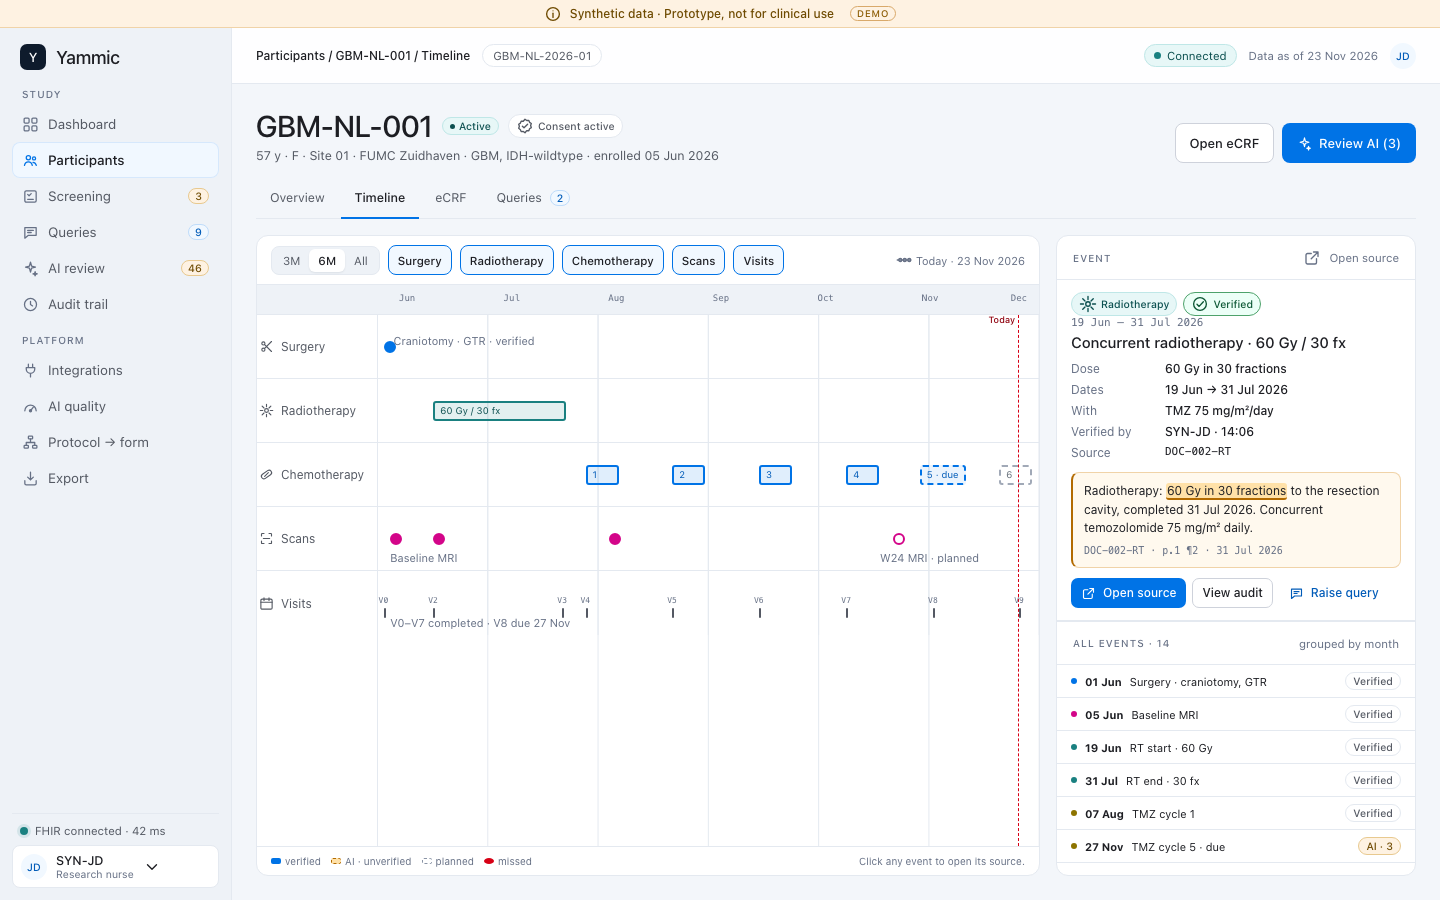 Synthetic data · Prototype, not for clinical use DEMO
Y Yammic
STUDY
Dashboard
Participants
Screening 3
Queries 9
AI review 46
Audit trail
PLATFORM
Integrations
AI quality
Protocol → form
Export
FHIR connected · 42 ms
JD SYN-JD
Research nurse
Participants / GBM-NL-001 / Timeline GBM-NL-2026-01
Connected Data as of 23 Nov 2026 JD
GBM-NL-001 Active Consent active
57 y · F · Site 01 · FUMC Zuidhaven · GBM, IDH-wildtype · enrolled 05 Jun 2026
Open eCRF Review AI (3)
Overview Timeline eCRF Queries 2
3M 6M All Surgery Radiotherapy Chemotherapy Scans Visits Today · 23 Nov 2026
Jun Jul Aug Sep Oct Nov Dec
Today
Surgery Craniotomy · GTR · verified
Radiotherapy 60 Gy / 30 fx
Chemotherapy 1 2 3 4 5 · due 6
Scans
Baseline MRI W24 MRI · planned
V0 V2 V3 V4 V5 V6 V7 V8 V9
Visits
V0–V7 completed · V8 due 27 Nov
verified AI · unverified planned missed Click any event to open its source.
EVENT Open source
Radiotherapy Verified
19 Jun – 31 Jul 2026
Concurrent radiotherapy · 60 Gy / 30 fx
Dose 60 Gy in 30 fractions
Dates 19 Jun → 31 Jul 2026
With TMZ 75 mg/m²/day
Verified by SYN-JD · 14:06
Source DOC-002-RT
Radiotherapy: 60 Gy in 30 fractions to the resection
cavity, completed 31 Jul 2026. Concurrent
temozolomide 75 mg/m² daily.
DOC-002-RT · p.1 ¶2 · 31 Jul 2026
Open source View audit Raise query
ALL EVENTS · 14 grouped by month
01 Jun Surgery · craniotomy, GTR Verified
05 Jun Baseline MRI Verified
19 Jun RT start · 60 Gy Verified
31 Jul RT end · 30 fx Verified
07 Aug TMZ cycle 1 Verified
27 Nov TMZ cycle 5 · due AI · 3